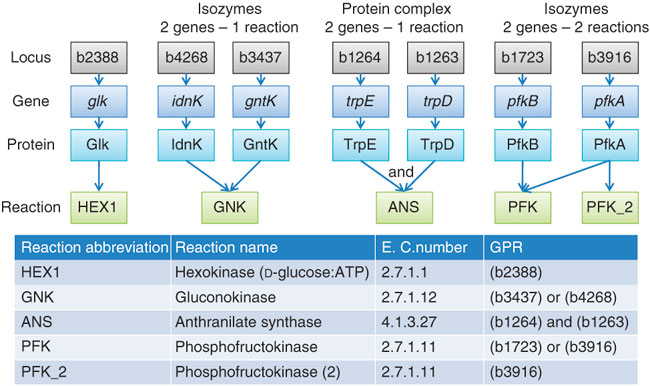 Isozymes Protein complex Isozymes
2 genes – 1 reaction 2 genes – 1 reaction 2 genes – 2 reactions
Locus b2388 b4268 b3437 b1264 b1263 b1723 b3916
Gene glk idnK gntK trpE trpD pfkB pfkA
Protein Glk IdnK GntK TrpE TrpD PfkB PfkA
and
Reaction HEX1 GNK ANS PFK PFK_2
Reaction abbreviation Reaction name E. C.number GPR
HEX1 Hexokinase (D-glucose:ATP) 2.7.1.1 (b2388)
GNK Gluconokinase 2.7.1.12 (b3437) or (b4268)
ANS Anthranilate synthase 4.1.3.27 (b1264) and (b1263)
PFK Phosphofructokinase 2.7.1.11 (b1723) or (b3916)
PFK_2 Phosphofructokinase (2) 2.7.1.11 (b3916)